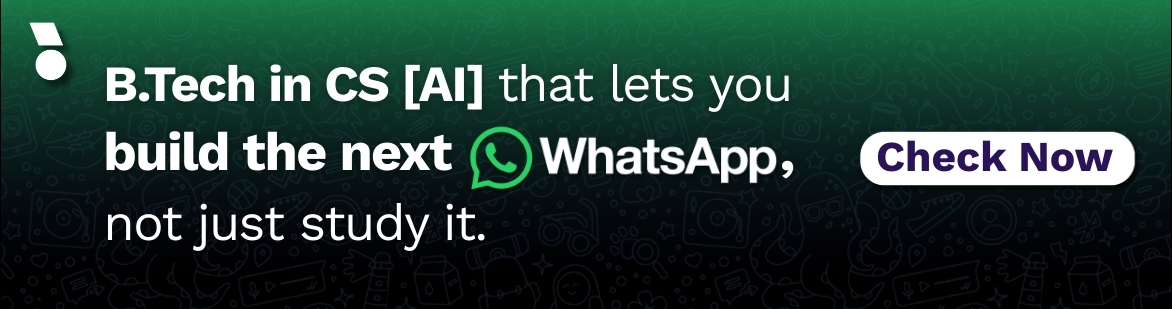 B.Tech in CS [AI] that lets you
build the next WhatsApp,
not just study it.
Check Now